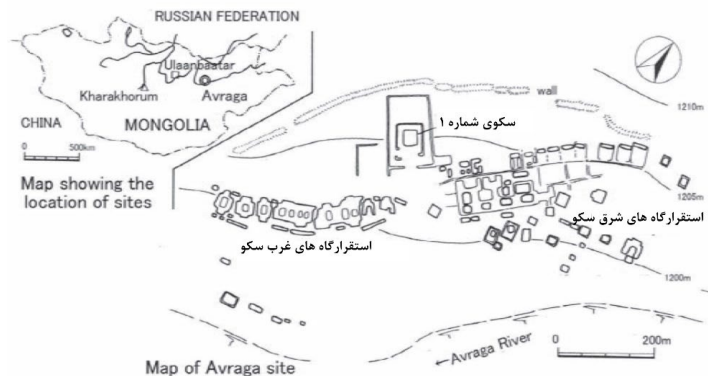 RUSSIAN FEDERATION
Ulaanbaatar
Kharakhorum
Avraga
CHINA
MONGOLIA
0 500km
Map showing the
location of sites
wall
1210m
سکوی شماره ۱
1205m
استقرارگاه های شرق سکو
استقرارگاه های غرب سکو
1200m
←Avraga River
0 200m
Map of Avraga site